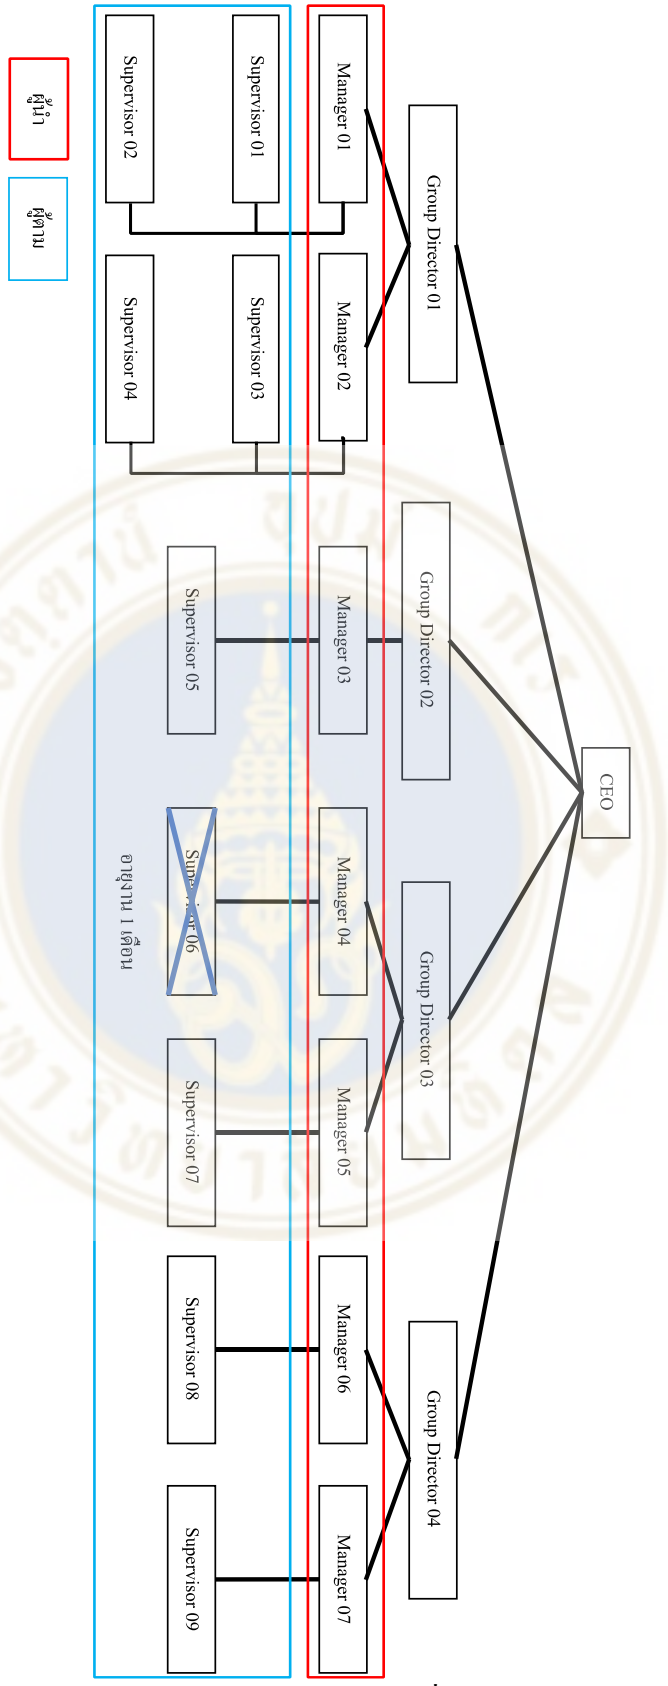 CEO
Group Director 01
Group Director 02
Group Director 03
Group Director 04
Manager 01
Manager 02
Manager 03
Manager 04
Manager 05
Manager 06
Manager 07
Supervisor 01
Supervisor 03
Supervisor 02
Supervisor 04
Supervisor 05
Supervisor 06
Supervisor 07
Supervisor 08
Supervisor 09
อายุงาน 1 เดือน
ผู้นำ
ผู้ตาม